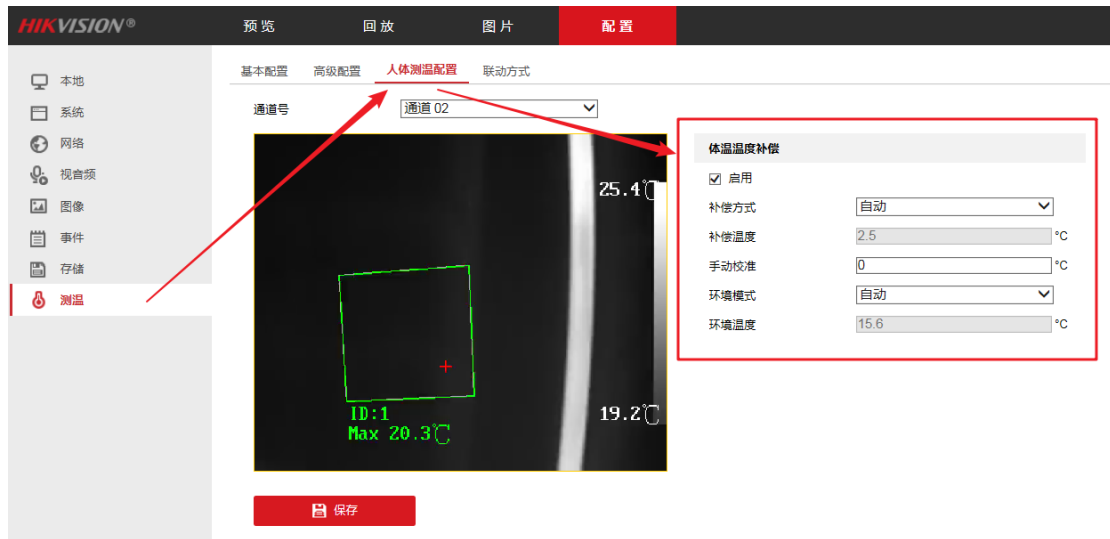 HIKVISION®
预览 回放 图片 配置
本地
系统
网络
视音频
图像
事件
存储
测温
基本配置 高级配置 人体测温配置 联动方式
通道号 通道 02
25.4℃
ID:1
Max 20.3℃
19.2℃
体温温度补偿
启用
补偿方式 自动
补偿温度 2.5 °C
手动校准 0 °C
环境模式 自动
环境温度 15.6 °C
保存